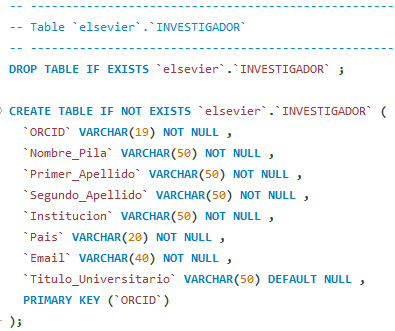 -- -----------------------------------------------------
-- Table `elsevier`.`INVESTIGADOR`
-- -----------------------------------------------------
DROP TABLE IF EXISTS `elsevier`.`INVESTIGADOR` ;
CREATE TABLE IF NOT EXISTS `elsevier`.`INVESTIGADOR` (
`ORCID` VARCHAR(19) NOT NULL ,
`Nombre_Pila` VARCHAR(50) NOT NULL ,
`Primer_Apellido` VARCHAR(50) NOT NULL ,
`Segundo_Apellido` VARCHAR(50) NOT NULL ,
`Institucion` VARCHAR(50) NOT NULL ,
`Pais` VARCHAR(20) NOT NULL ,
`Email` VARCHAR(40) NOT NULL ,
`Titulo_Universitario` VARCHAR(50) DEFAULT NULL ,
PRIMARY KEY (`ORCID`)
);